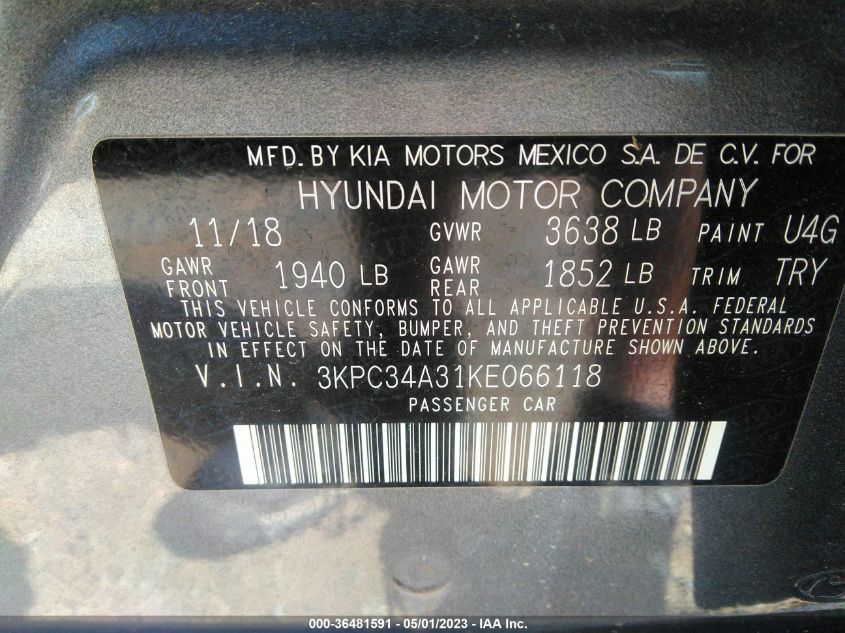 MFD. BY KIA MOTORS MEXICO S.A. DE C.V. FOR
HYUNDAI MOTOR COMPANY
11/18 GVWR 3638 LB PAINT U4G
GAWR FRONT 1940 LB GAWR REAR 1852 LB TRIM TRY
THIS VEHICLE CONFORMS TO ALL APPLICABLE U.S.A. FEDERAL
MOTOR VEHICLE SAFETY, BUMPER, AND THEFT PREVENTION STANDARDS
IN EFFECT ON THE DATE OF MANUFACTURE SHOWN ABOVE.
V.I.N. 3KPC34A31KE066118
PASSENGER CAR
000-36481591 - 05/01/2023 - IAA Inc.